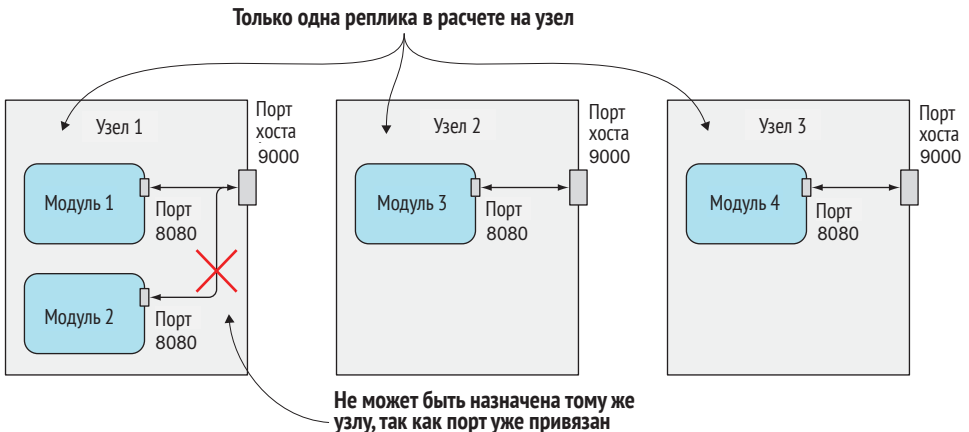 Только одна реплика в расчете на узел
Узел 1
Порт
хоста
9000
Модуль 1
Порт
8080
Модуль 2
Порт
8080
Узел 2
Порт
хоста
9000
Модуль 3
Порт
8080
Узел 3
Порт
хоста
9000
Модуль 4
Порт
8080
Не может быть назначена тому же
узлу, так как порт уже привязан